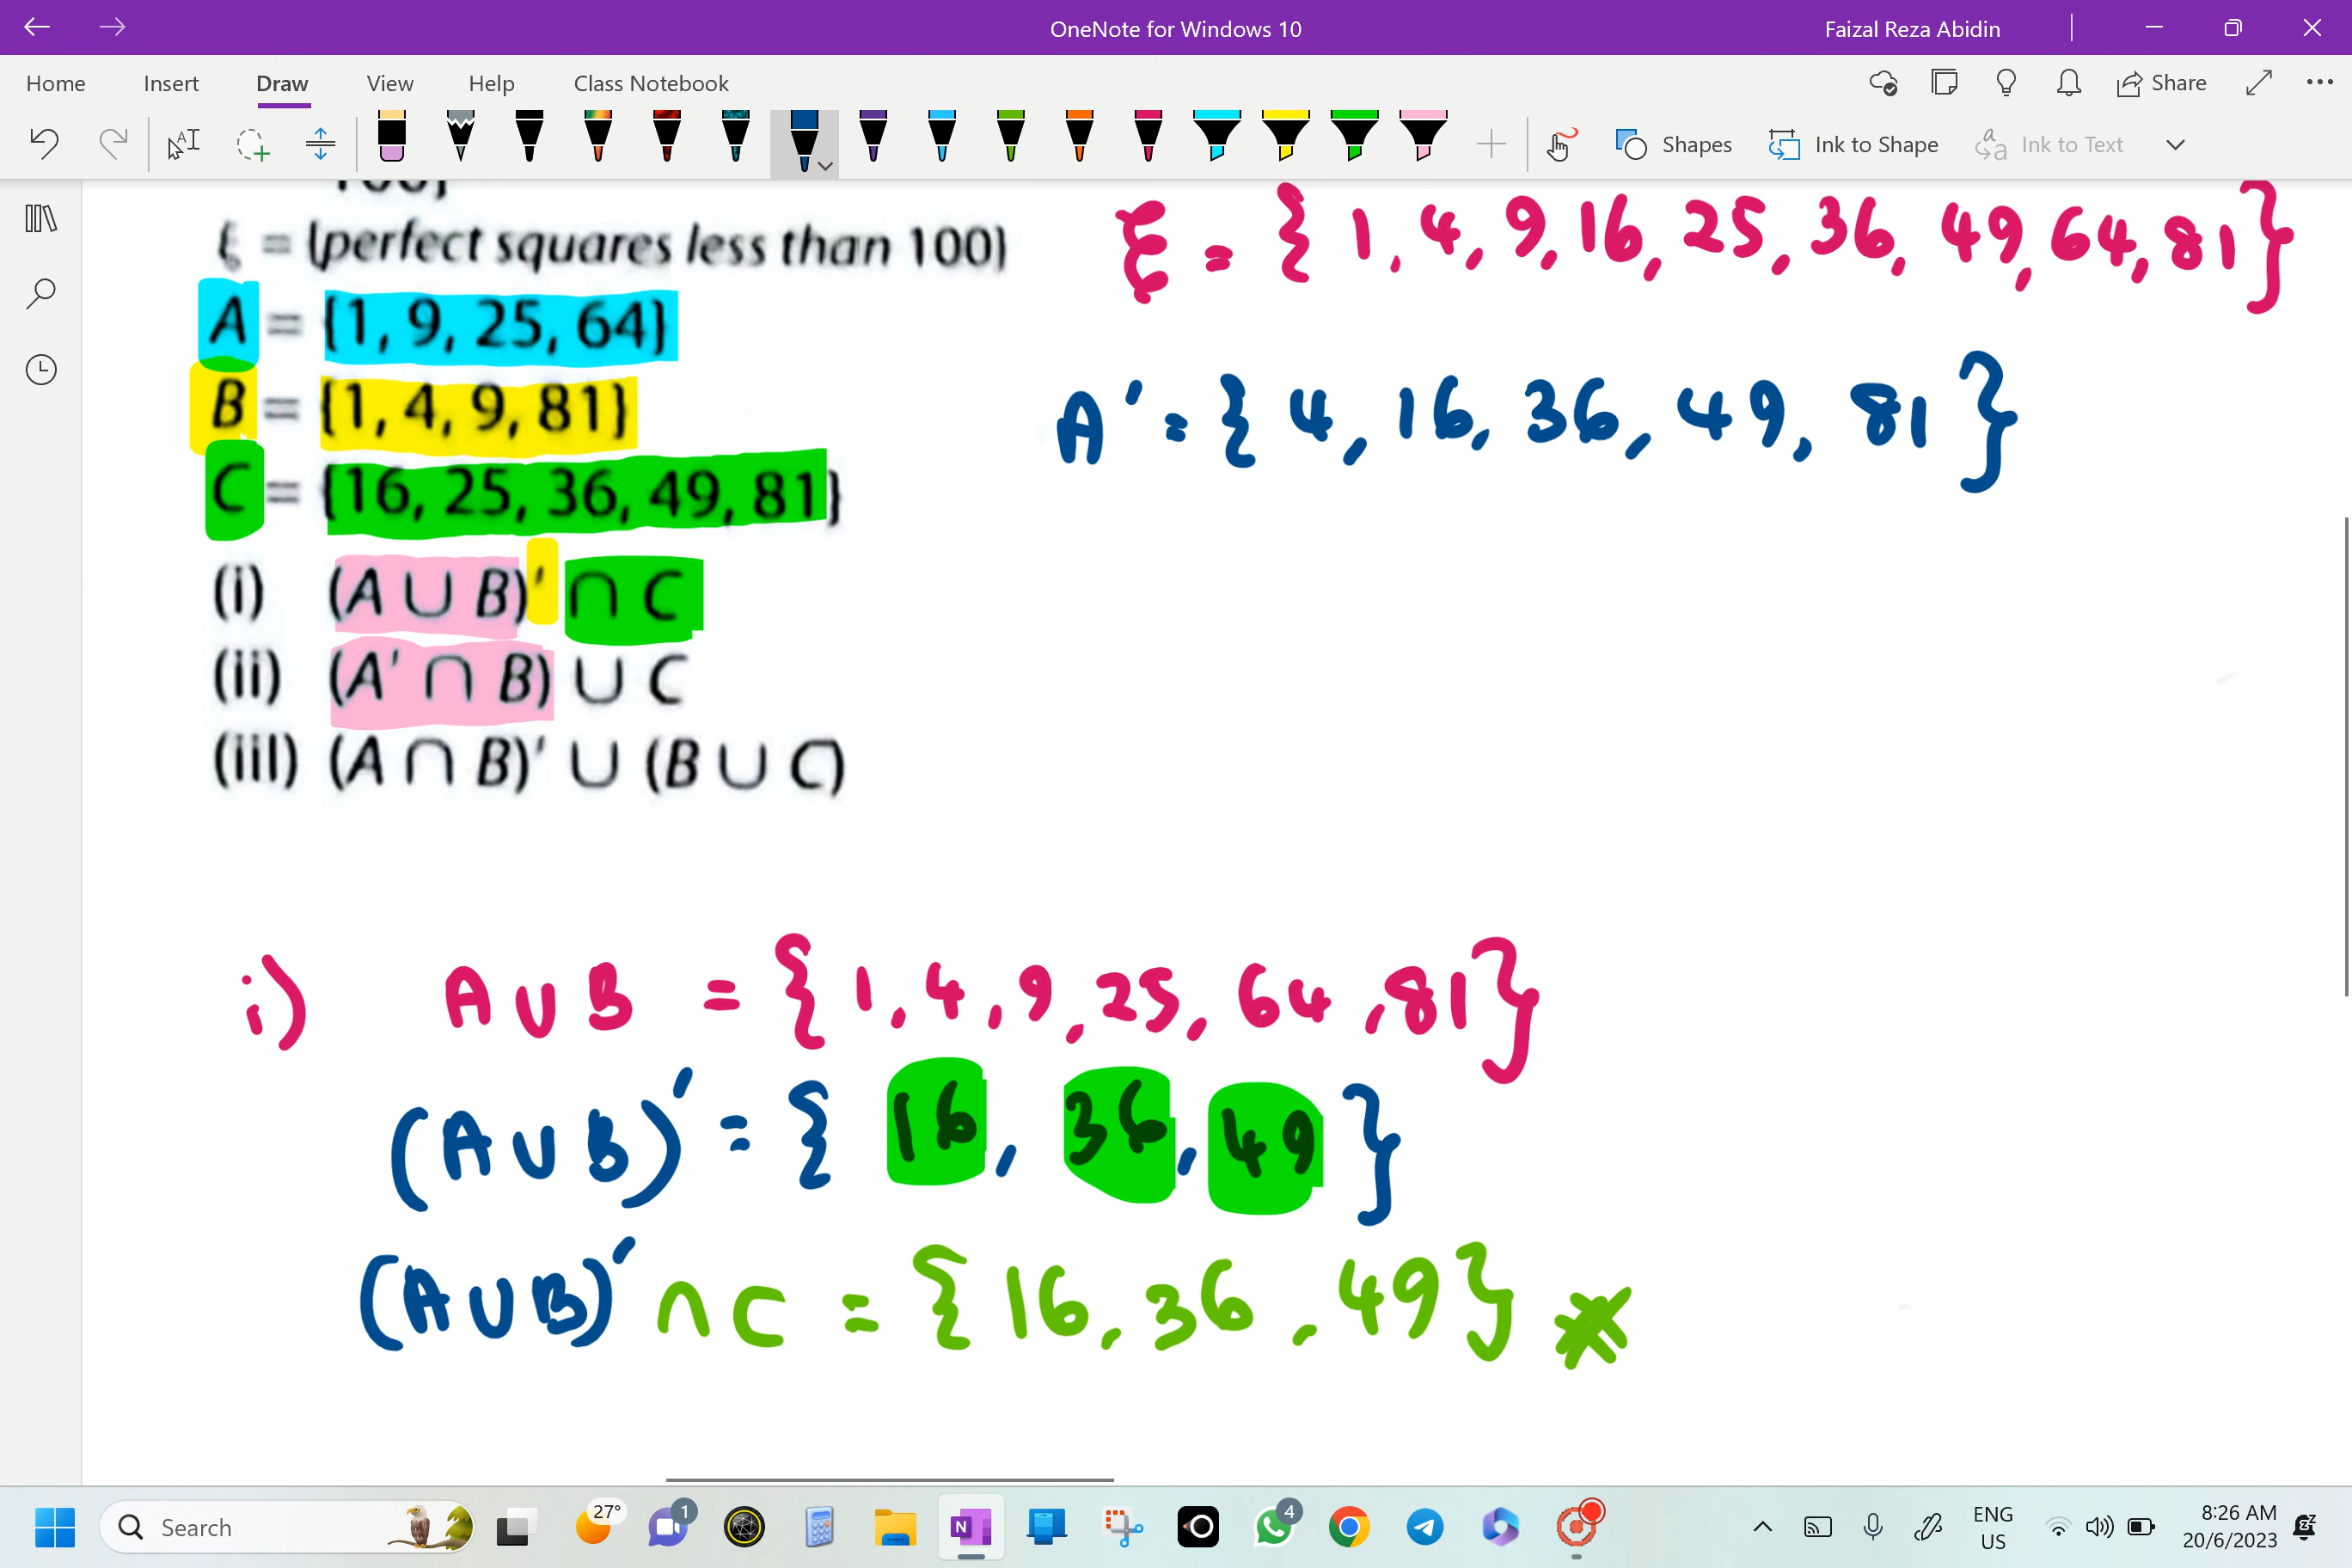 OneNote for Windows 10
Faizal Reza Abidin
Home Insert Draw View Help Class Notebook Share
Shapes Ink to Shape Ink to Text
ξ = {perfect squares less than 100}
A = {1, 9, 25, 64}
B = {1, 4, 9, 81}
C = {16, 25, 36, 49, 81}
(i) (A ∪ B)' ∩ C
(ii) (A' ∩ B) ∪ C
(iii) (A ∩ B)' ∪ (B ∪ C)
ξ = { 1, 4, 9, 16, 25, 36, 49, 64, 81}
A' = { 4, 16, 36, 49, 81 }
i) A ∪ B = { 1, 4, 9, 25, 64, 81}
(A ∪ B)' = { 16, 36, 49 }
(A ∪ B)' ∩ C = { 16, 36, 49}
Search
27°
1
4
ENG
US
8:26 AM
20/6/2023